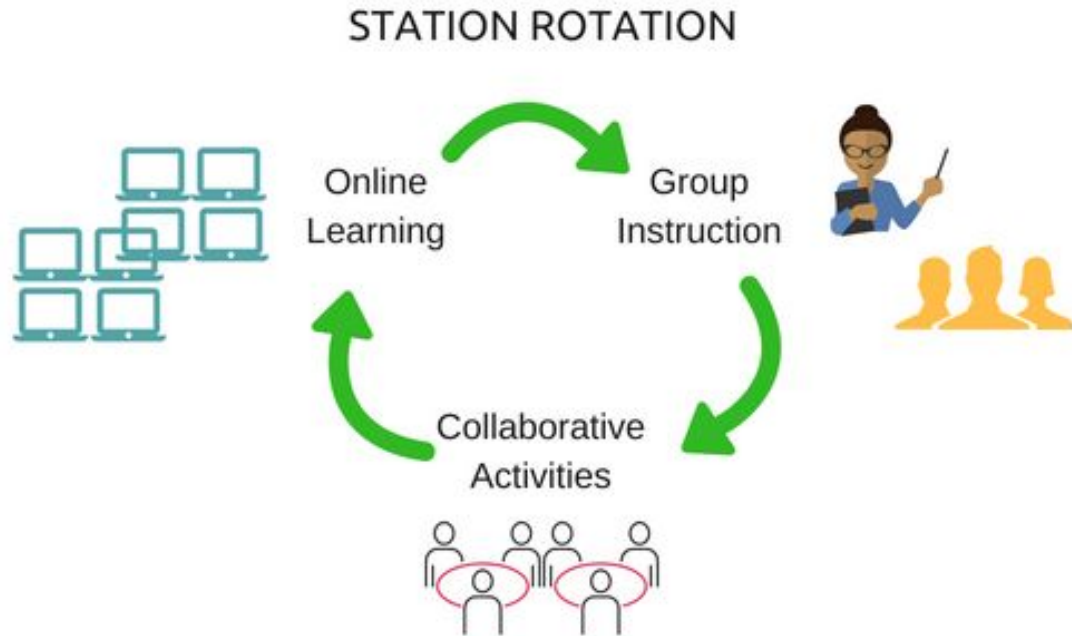 STATION ROTATION
Online
Learning
Group
Instruction
Collaborative
Activities